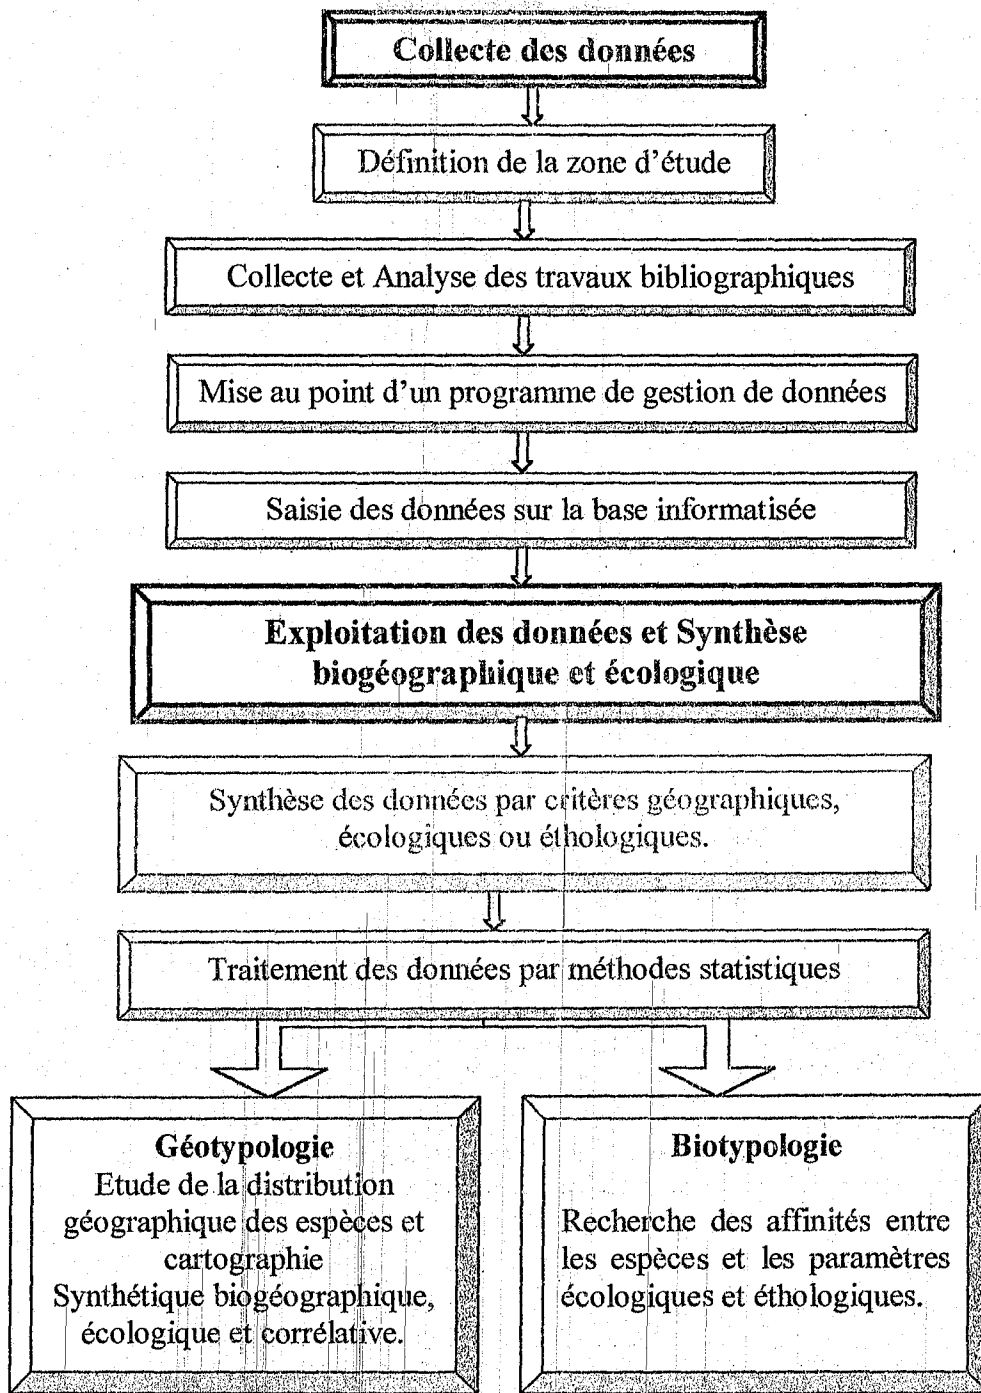 Collecte des données
Définition de la zone d'étude
Collecte et Analyse des travaux bibliographiques
Mise au point d'un programme de gestion de données
Saisie des données sur la base informatisée
Exploitation des données et Synthèse
biogéographique et écologique
Synthèse des données par critères géographiques,
écologiques ou éthologiques.
Traitement des données par méthodes statistiques
Géotypologie
Etude de la distribution
géographique des espèces et
cartographie
Synthétique biogéographique,
écologique et corrélative.
Biotypologie
Recherche des affinités entre
les espèces et les paramètres
écologiques et éthologiques.